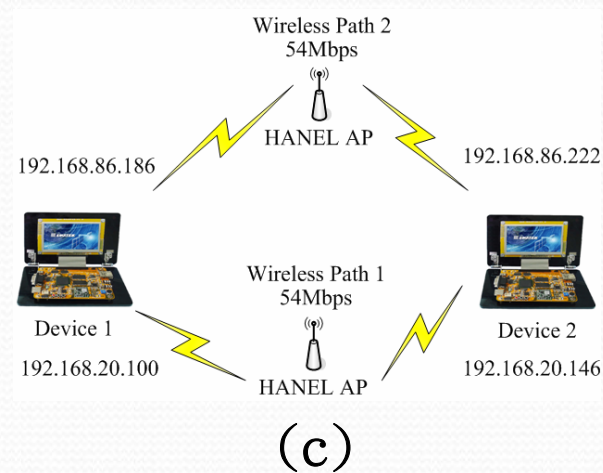 Wireless Path 2
54Mbps
HANEL AP
192.168.86.186
192.168.86.222
Wireless Path 1
54Mbps
Device 1
Device 2
192.168.20.100
HANEL AP
192.168.20.146
(c)